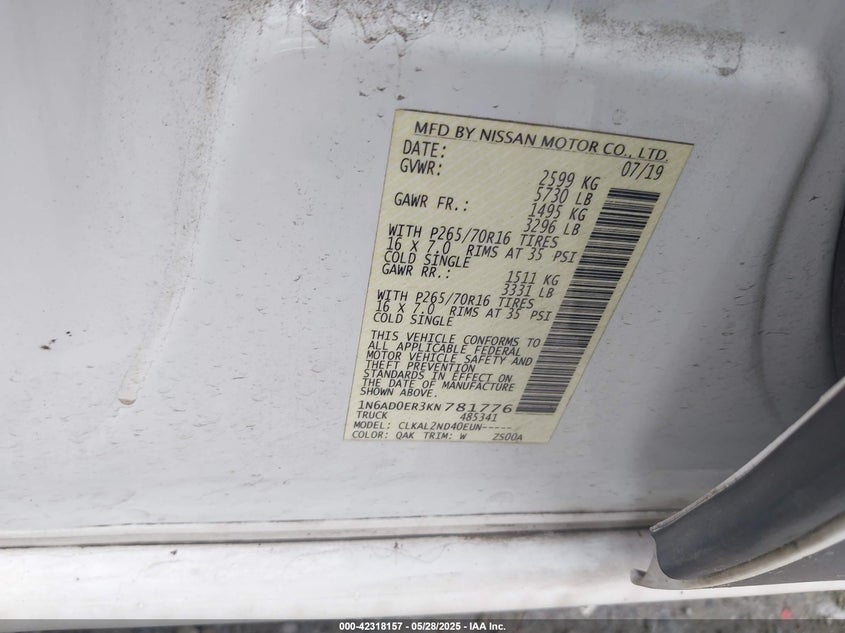 MFD BY NISSAN MOTOR CO., LTD.
DATE: 07/19
GVWR: 2599 KG
5730 LB
GAWR FR.: 1495 KG
3296 LB
WITH P265/70R16 TIRES
16 X 7.0 RIMS AT 35 PSI
COLD SINGLE
GAWR RR.: 1511 KG
3331 LB
WITH P265/70R16 TIRES
16 X 7.0 RIMS AT 35 PSI
COLD SINGLE
THIS VEHICLE CONFORMS TO
ALL APPLICABLE FEDERAL
MOTOR VEHICLE SAFETY AND
THEFT PREVENTION
STANDARDS IN EFFECT ON
THE DATE OF MANUFACTURE
SHOWN ABOVE.
1N6AD0ER3KN781776
TRUCK 485341
MODEL: CLKAL2ND40EUN-----
COLOR: QAK TRIM: W ZS00A
000-42318157 - 05/28/2025 - IAA Inc.